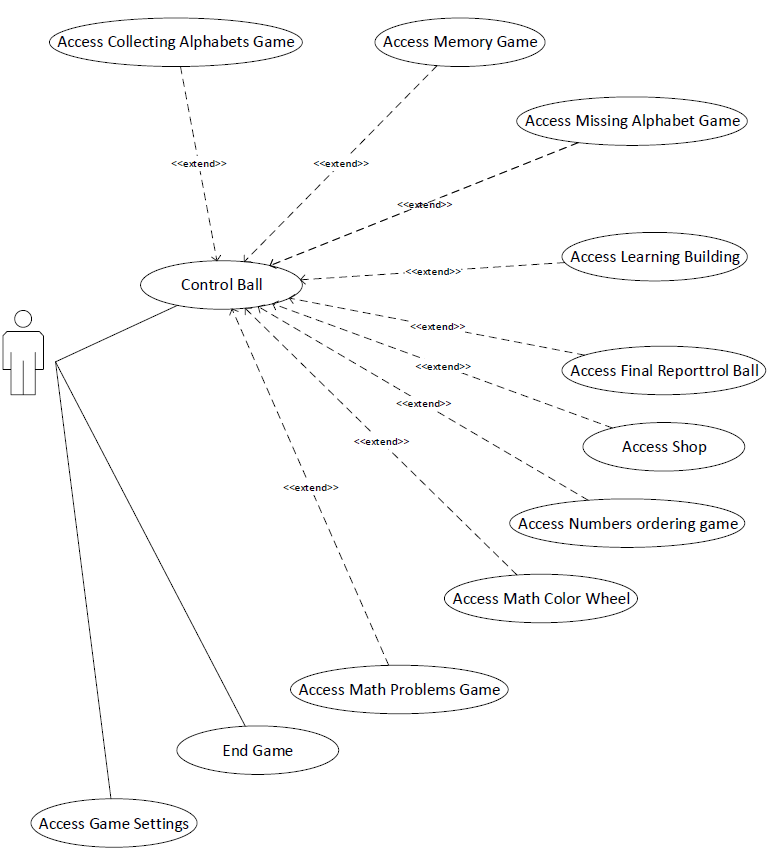 Access Collecting Alphabets Game
Access Memory Game
Access Missing Alphabet Game
<<extend>>
<<extend>>
<<extend>>
Access Learning Building
<<extend>>
Control Ball
<<extend>>
<<extend>>
Access Final Reporttrol Ball
<<extend>>
<<extend>>
Access Shop
<<extend>>
Access Numbers ordering game
Access Math Color Wheel
Access Math Problems Game
End Game
Access Game Settings